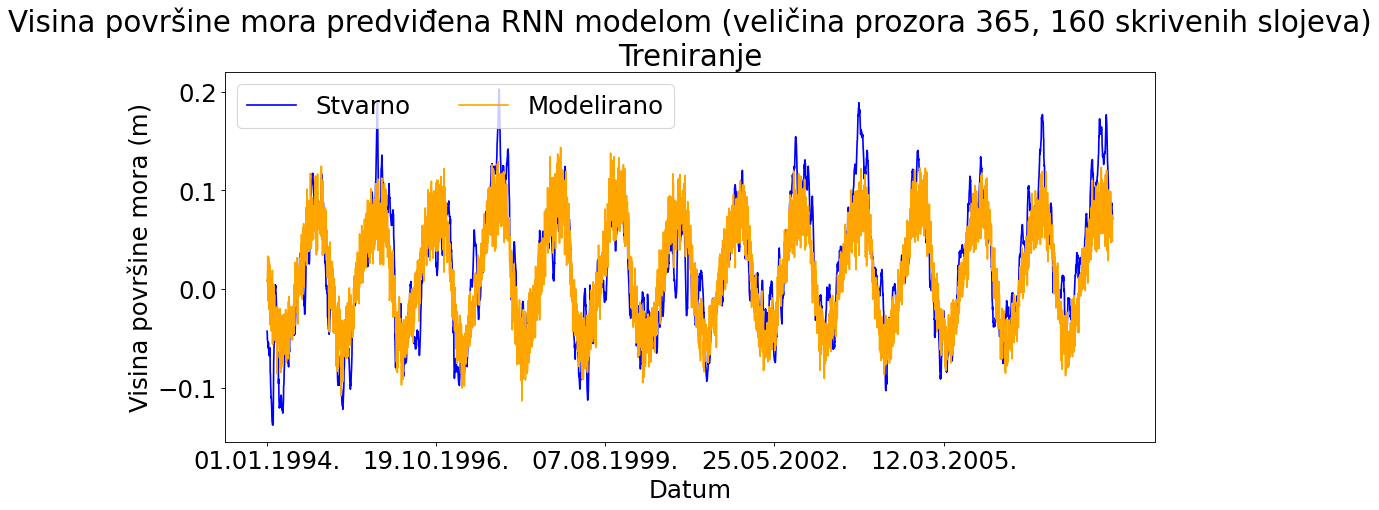 Visina površine mora predviđena RNN modelom (veličina prozora 365, 160 skrivenih slojeva)
Treniranje
Stvarno Modelirano
Visina površine mora (m)
0.2
0.1
0.0
−0.1
01.01.1994. 19.10.1996. 07.08.1999. 25.05.2002. 12.03.2005.
Datum